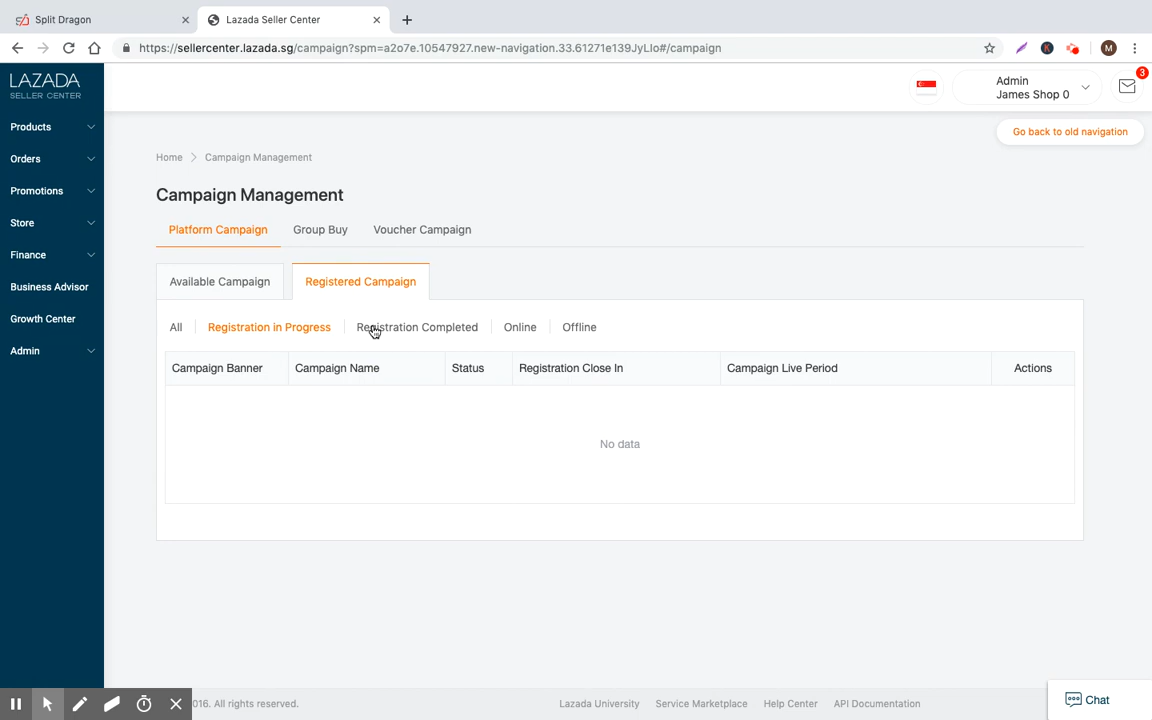 Split Dragon
Lazada Seller Center
https://sellercenter.lazada.sg/campaign?spm=a2o7e.10547927.new-navigation.33.61271e139JyLlo#/campaign
K
M
LAZADA
SELLER CENTER
Admin
James Shop 0
3
Go back to old navigation
Products
Orders
Promotions
Store
Finance
Business Advisor
Growth Center
Admin
Home > Campaign Management
Campaign Management
Platform Campaign Group Buy Voucher Campaign
Available Campaign Registered Campaign
All Registration in Progress Registration Completed Online Offline
Campaign Banner Campaign Name Status Registration Close In Campaign Live Period Actions
No data
016. All rights reserved. Lazada University Service Marketplace Help Center API Documentation
Chat